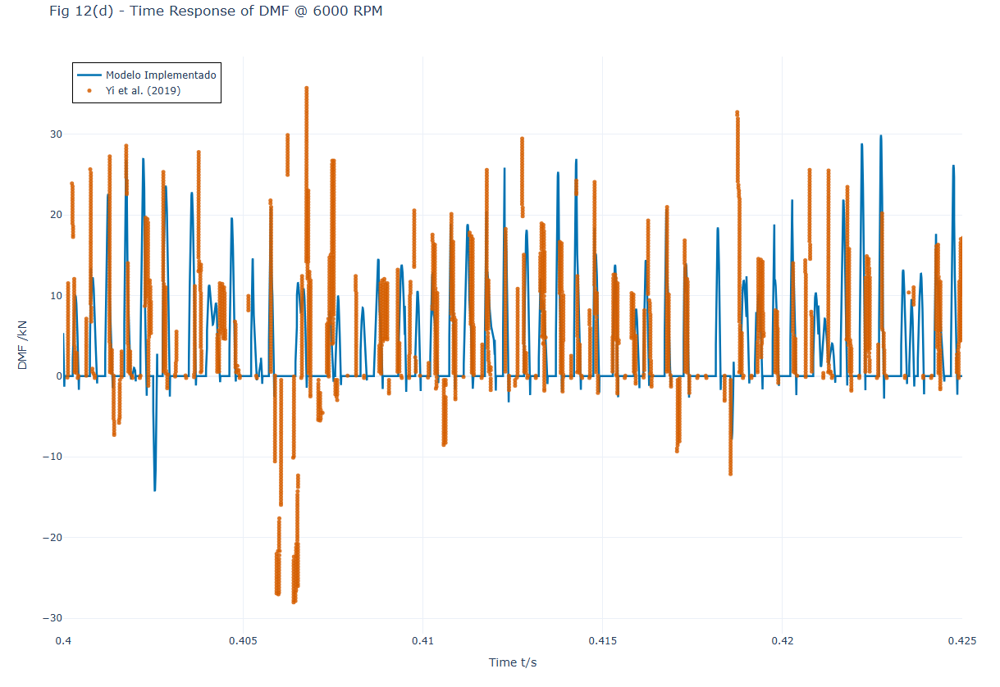 Fig 12(d) - Time Response of DMF @ 6000 RPM
Modelo Implementado
Yi et al. (2019)
30
20
10
0
−10
−20
−30
DMF /kN
0.4
0.405
0.41
0.415
0.42
0.425
Time t/s